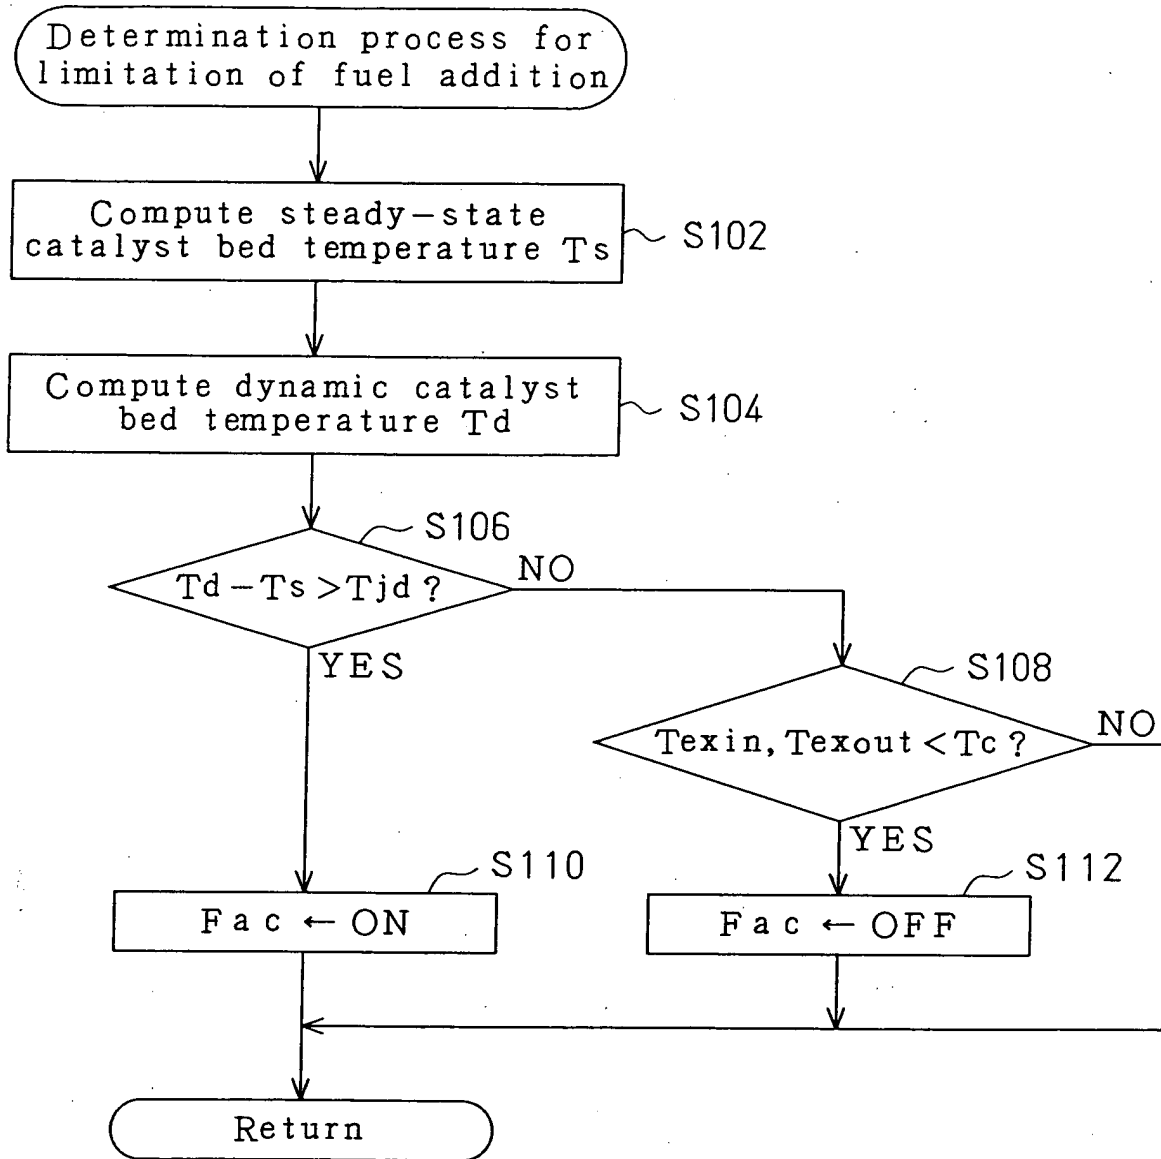 Determination process for
limitation of fuel addition
Compute steady-state
catalyst bed temperature Ts
S102
Compute dynamic catalyst
bed temperature Td
S104
S106
Td-Ts>Tjd?
NO
YES
S108
Texin, Texout<Tc?
NO
YES
S110
Fac ← ON
S112
Fac ← OFF
Return